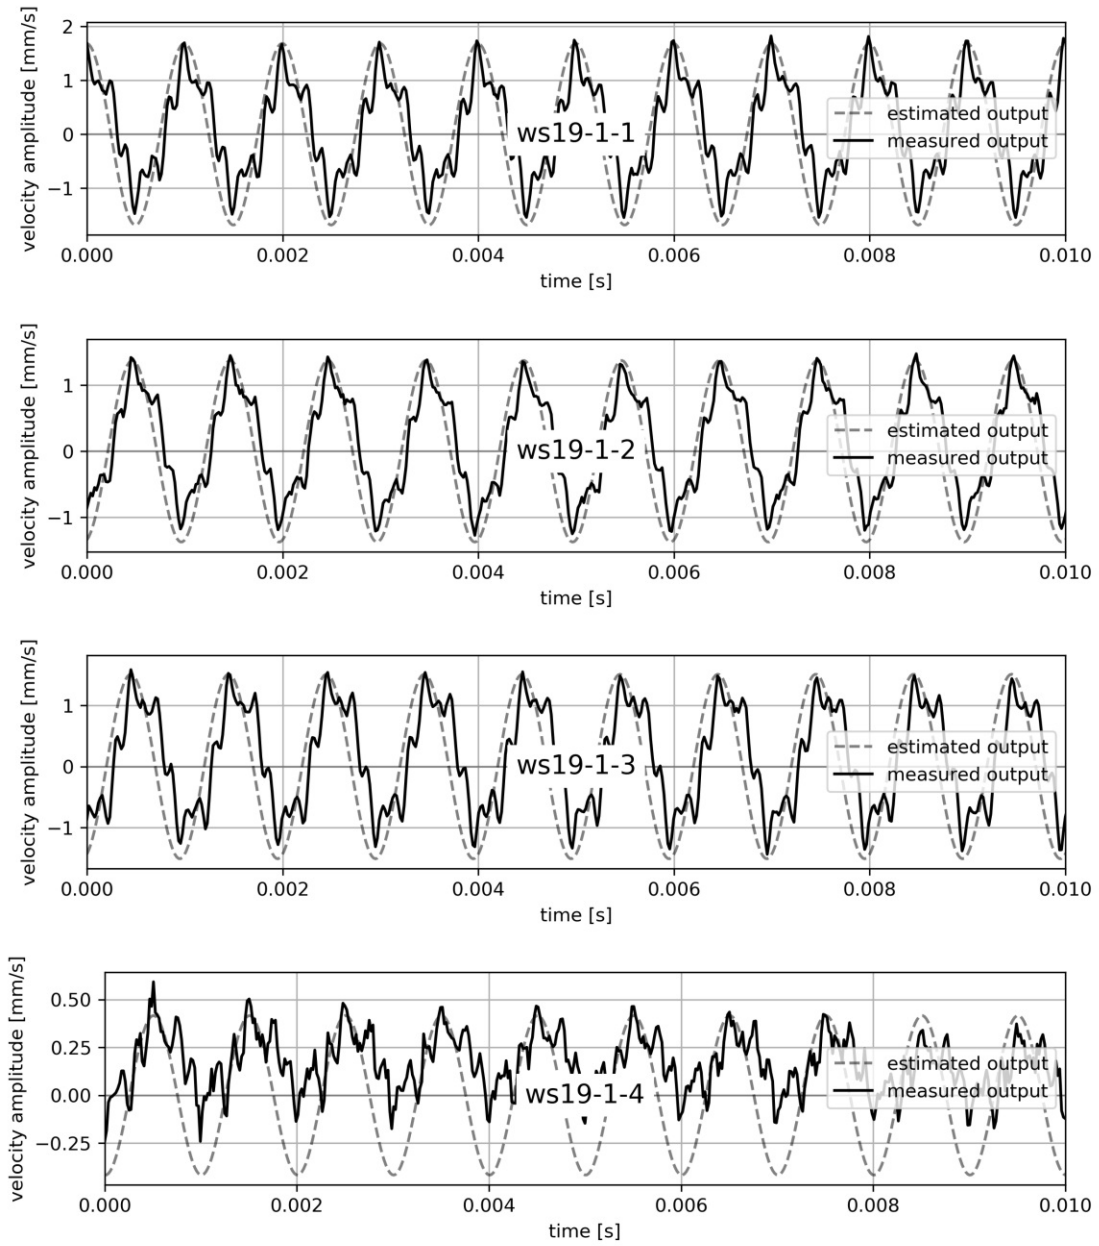 velocity amplitude [mm/s]
2
1
0
−1
ws19-1-1
estimated output
measured output
0.000 0.002 0.004 0.006 0.008 0.010
time [s]
velocity amplitude [mm/s]
1
0
−1
ws19-1-2
estimated output
measured output
0.000 0.002 0.004 0.006 0.008 0.010
time [s]
velocity amplitude [mm/s]
1
0
−1
ws19-1-3
estimated output
measured output
0.000 0.002 0.004 0.006 0.008 0.010
time [s]
velocity amplitude [mm/s]
0.50
0.25
0.00
−0.25
ws19-1-4
estimated output
measured output
0.000 0.002 0.004 0.006 0.008 0.010
time [s]